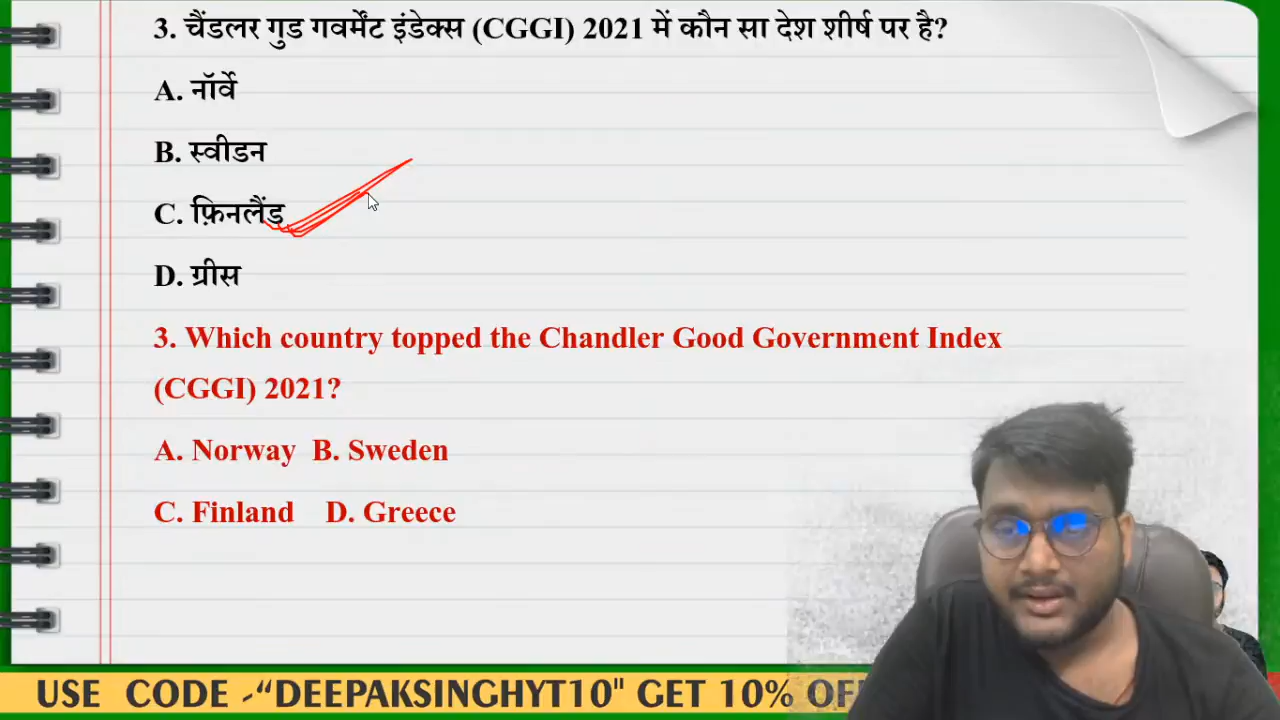 3. चैंडलर गुड गवर्मेंट इंडेक्स (CGGI) 2021 में कौन सा देश शीर्ष पर है?
A. नॉर्वे
B. स्वीडन
C. फ़िनलैंड
D. ग्रीस
3. Which country topped the Chandler Good Government Index
(CGGI) 2021?
A. Norway B. Sweden
C. Finland D. Greece
USE CODE -“DEEPAKSINGHYT10" GET 10%